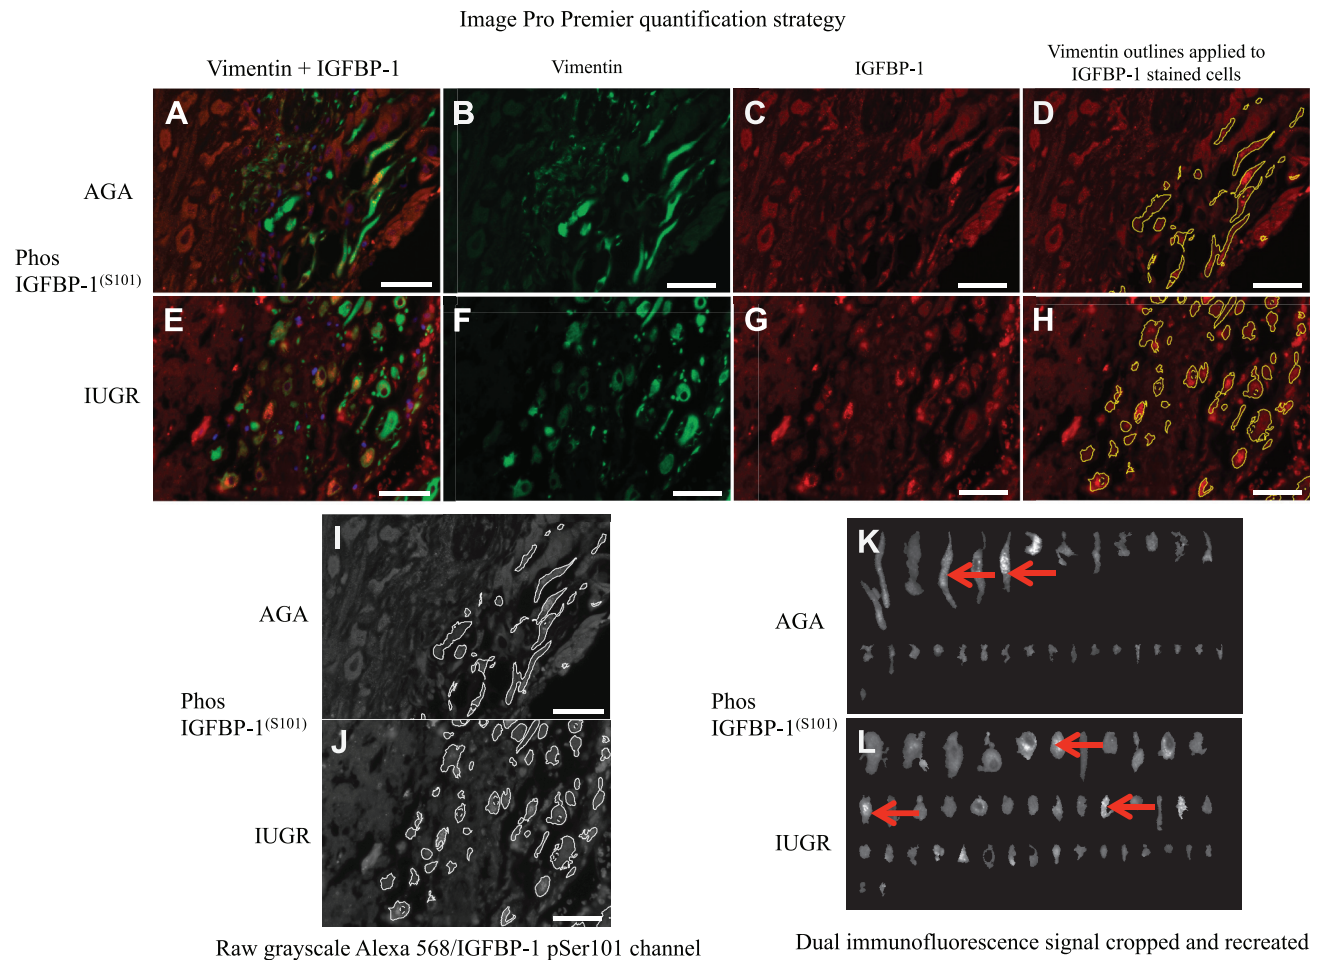 Image Pro Premier quantification strategy
Vimentin + IGFBP-1
Vimentin
IGFBP-1
Vimentin outlines applied to
IGFBP-1 stained cells
A
B
C
D
AGA
Phos
IGFBP-1(S101)
E
F
G
H
IUGR
I
AGA
Phos
IGFBP-1(S101)
J
IUGR
K
AGA
Phos
IGFBP-1(S101)
L
IUGR
Raw grayscale Alexa 568/IGFBP-1 pSer101 channel
Dual immunofluorescence signal cropped and recreated